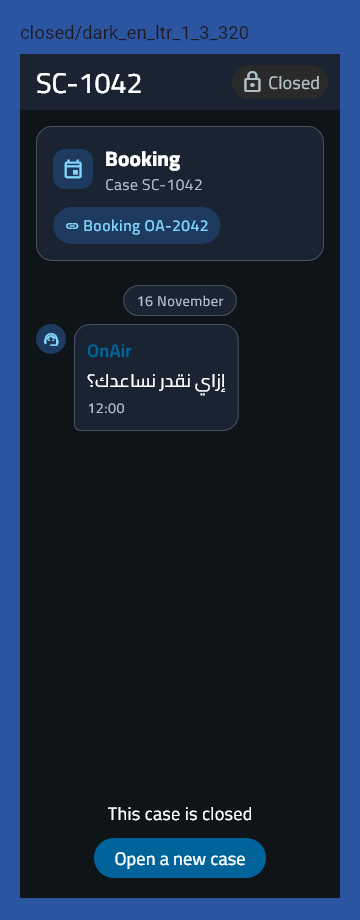 closed/dark_en_ltr_1_3_320
SC-1042
Closed
Booking
Case SC-1042
Booking OA-2042
16 November
OnAir
إزاي نقدر نساعدك؟
12:00
This case is closed
Open a new case